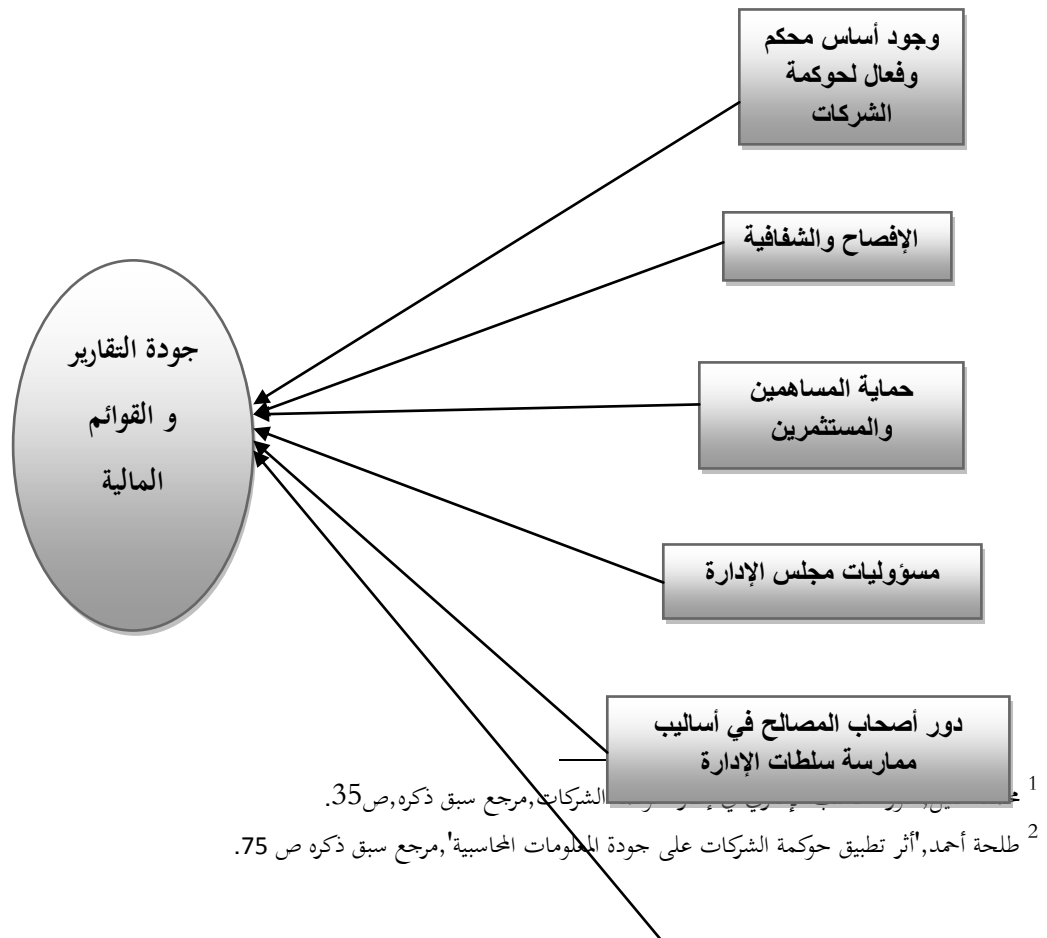 وجود أساس محكم
وفعال لحوكمة
الشركات
الإفصاح والشفافية
حماية المساهمين
والمستثمرين
جودة التقارير
و القوائم
المالية
مسؤوليات مجلس الإدارة
دور أصحاب المصالح في أساليب
ممارسة سلطات الإدارة
1 الشركات,مرجع سبق ذكره,ص35.
2 طلحة أحمد,'أثر تطبيق حوكمة الشركات على جودة المعلومات المحاسبية',مرجع سبق ذكره ص 75.